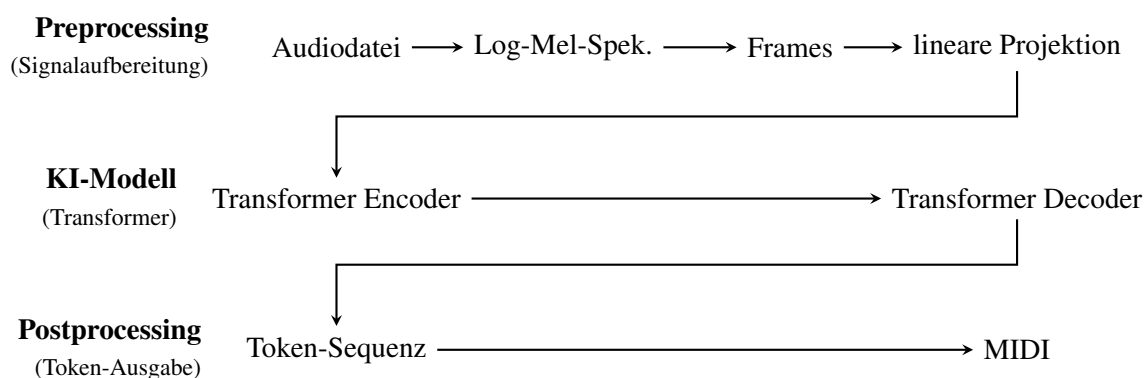 Preprocessing
(Signalaufbereitung)
Audiodatei
Log-Mel-Spek.
Frames
lineare Projektion
KI-Modell
(Transformer)
Transformer Encoder
Transformer Decoder
Postprocessing
(Token-Ausgabe)
Token-Sequenz
MIDI